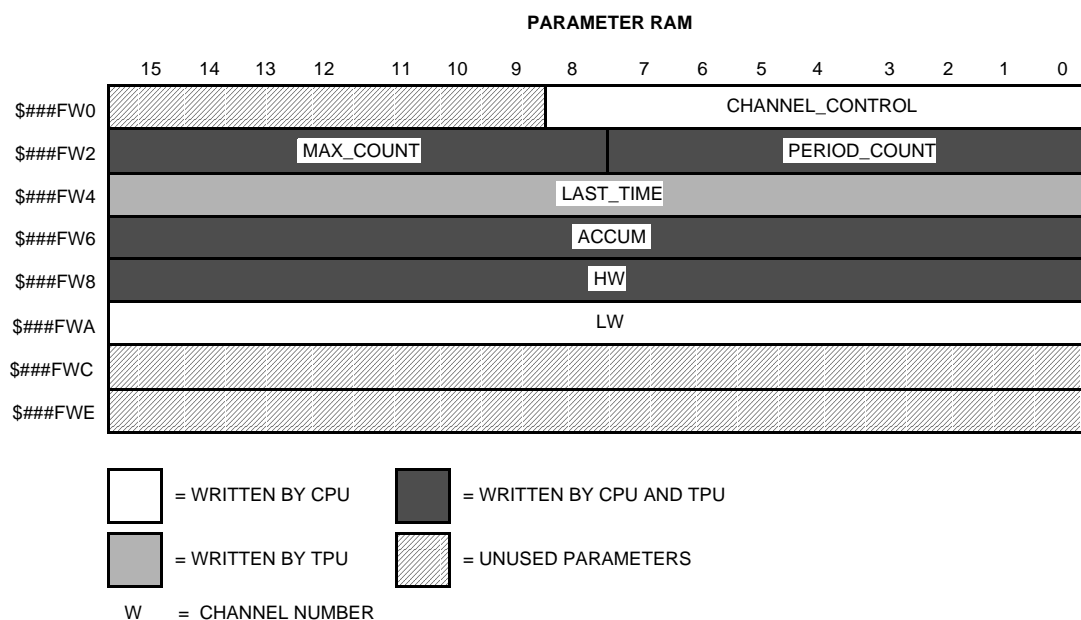 PARAMETER RAM
15 14 13 12 11 10 9 8 7 6 5 4 3 2 1 0
$###FW0 CHANNEL_CONTROL
$###FW2 MAX_COUNT PERIOD_COUNT
$###FW4 LAST_TIME
$###FW6 ACCUM
$###FW8 HW
$###FWA LW
$###FWC
$###FWE
= WRITTEN BY CPU = WRITTEN BY CPU AND TPU
= WRITTEN BY TPU = UNUSED PARAMETERS
W = CHANNEL NUMBER